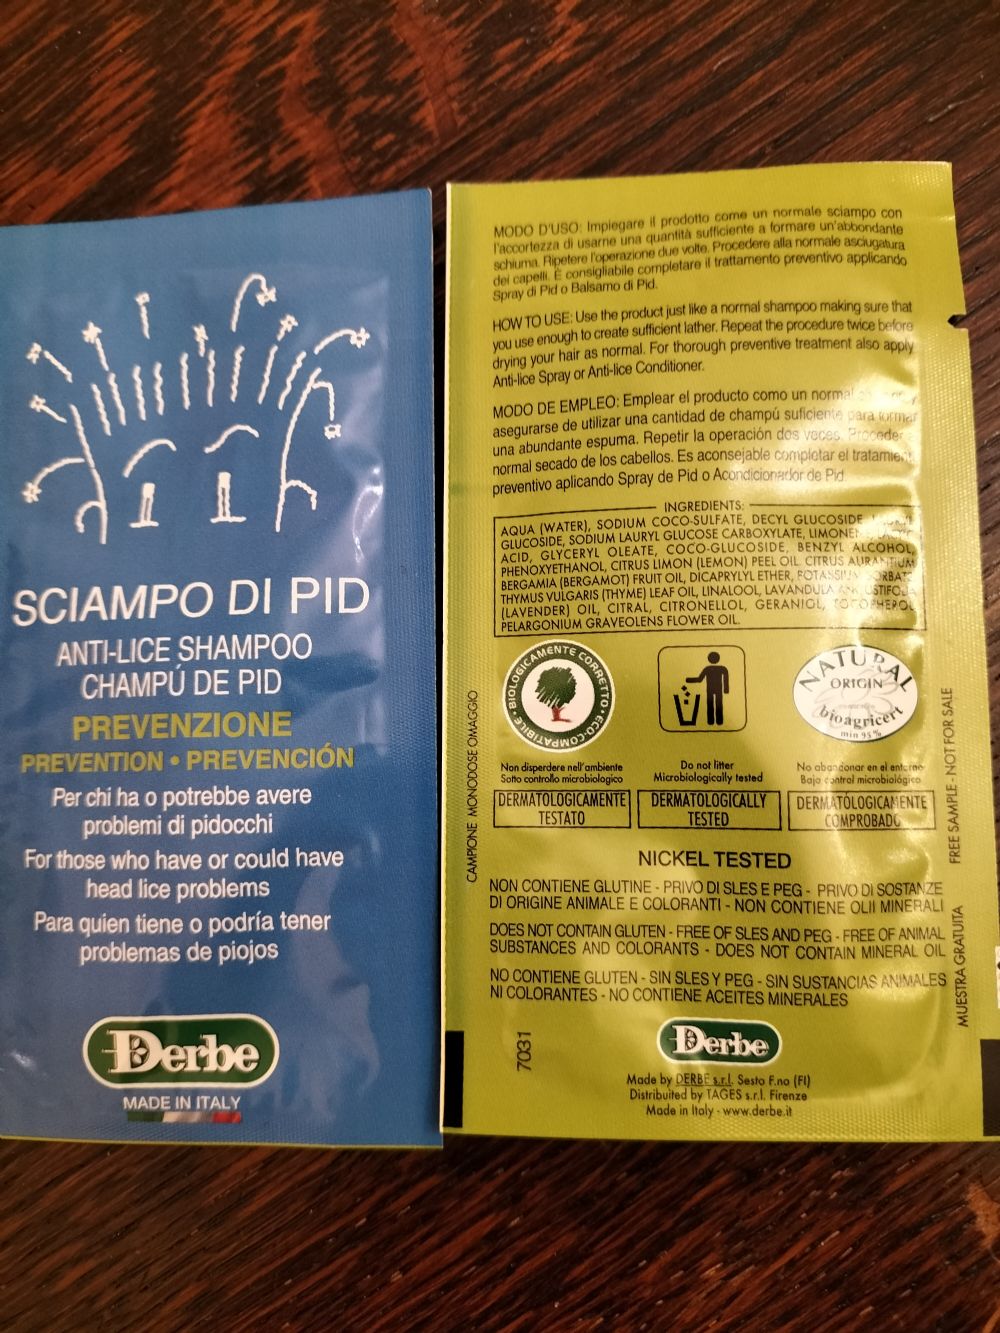 SCIAMPO DI PID
ANTI-LICE SHAMPOO
CHAMPÚ DE PID
PREVENZIONE
PREVENTION • PREVENCIÓN
Per chi ha o potrebbe avere
problemi di pidocchi
For those who have or could have
head lice problems
Para quien tiene o podría tener
problemas de piojos
Derbe
MADE IN ITALY
MODO D'USO: Impiegare il prodotto come un normale sciampo con
l'accortezza di usarne una quantità sufficiente a formare un'abbondante
schiuma. Ripetere l'operazione due volte. Procedere alla normale asciugatura
dei capelli. È consigliabile completare il trattamento preventivo applicando
Spray di Pid o Balsamo di Pid.
HOW TO USE: Use the product just like a normal shampoo making sure that
you use enough to create sufficient lather. Repeat the procedure twice before
drying your hair as normal. For thorough preventive treatment also apply
Anti-lice Spray or Anti-lice Conditioner.
MODO DE EMPLEO: Emplear el producto como un normal
asegurarse de utilizar una cantidad de champú suficiente para formar
una abundante espuma. Repetir la operación dos veces. Proceder
normal secado de los cabellos. Es aconsejable completar el tratamiento
preventivo aplicando Spray de Pid o Acondicionador de Pid.
INGREDIENTS:
AQUA (WATER), SODIUM COCO-SULFATE, DECYL GLUCOSIDE,
GLUCOSIDE, SODIUM LAURYL GLUCOSE CARBOXYLATE, LIMONENE,
ACID, GLYCERYL OLEATE, COCO-GLUCOSIDE, BENZYL ALCOHOL,
PHENOXYETHANOL, CITRUS LIMON (LEMON) PEEL OIL, CITRUS AURANTIUM
BERGAMIA (BERGAMOT) FRUIT OIL, DICAPRYLYL ETHER, POTASSIUM SORBATE,
THYMUS VULGARIS (THYME) LEAF OIL, LINALOOL, LAVANDULA ANGUSTIFOLIA
(LAVENDER) OIL, CITRAL, CITRONELLOL, GERANIOL, TOCOPHEROL,
PELARGONIUM GRAVEOLENS FLOWER OIL.
BIOLOGICAMENTE CORRETTO • ECO-COMPATIBILE •
NATURAL
ORIGIN
bioagricert
min 95%
Non disperdere nell'ambiente
Sotto controllo microbiologico
Do not litter
Microbiologically tested
No abandonar en el entorno
Bajo control microbiológico
DERMATOLOGICAMENTE
TESTATO
DERMATOLOGICALLY
TESTED
DERMATÓLOGICAMENTE
COMPROBADO
NICKEL TESTED
NON CONTIENE GLUTINE - PRIVO DI SLES E PEG - PRIVO DI SOSTANZE
DI ORIGINE ANIMALE E COLORANTI - NON CONTIENE OLII MINERALI
DOES NOT CONTAIN GLUTEN - FREE OF SLES AND PEG - FREE OF ANIMAL
SUBSTANCES AND COLORANTS - DOES NOT CONTAIN MINERAL OIL
NO CONTIENE GLUTEN - SIN SLES Y PEG - SIN SUSTANCIAS ANIMALES
NI COLORANTES - NO CONTIENE ACEITES MINERALES
CAMPIONE MONODOSE OMAGGIO
FREE SAMPLE - NOT FOR SALE
MUESTRA GRATUITA
7031
Derbe
Made by DERBE s.r.l. Sesto F.no (FI)
Distributed by TAGES s.r.l. Firenze
Made in Italy - www.derbe.it